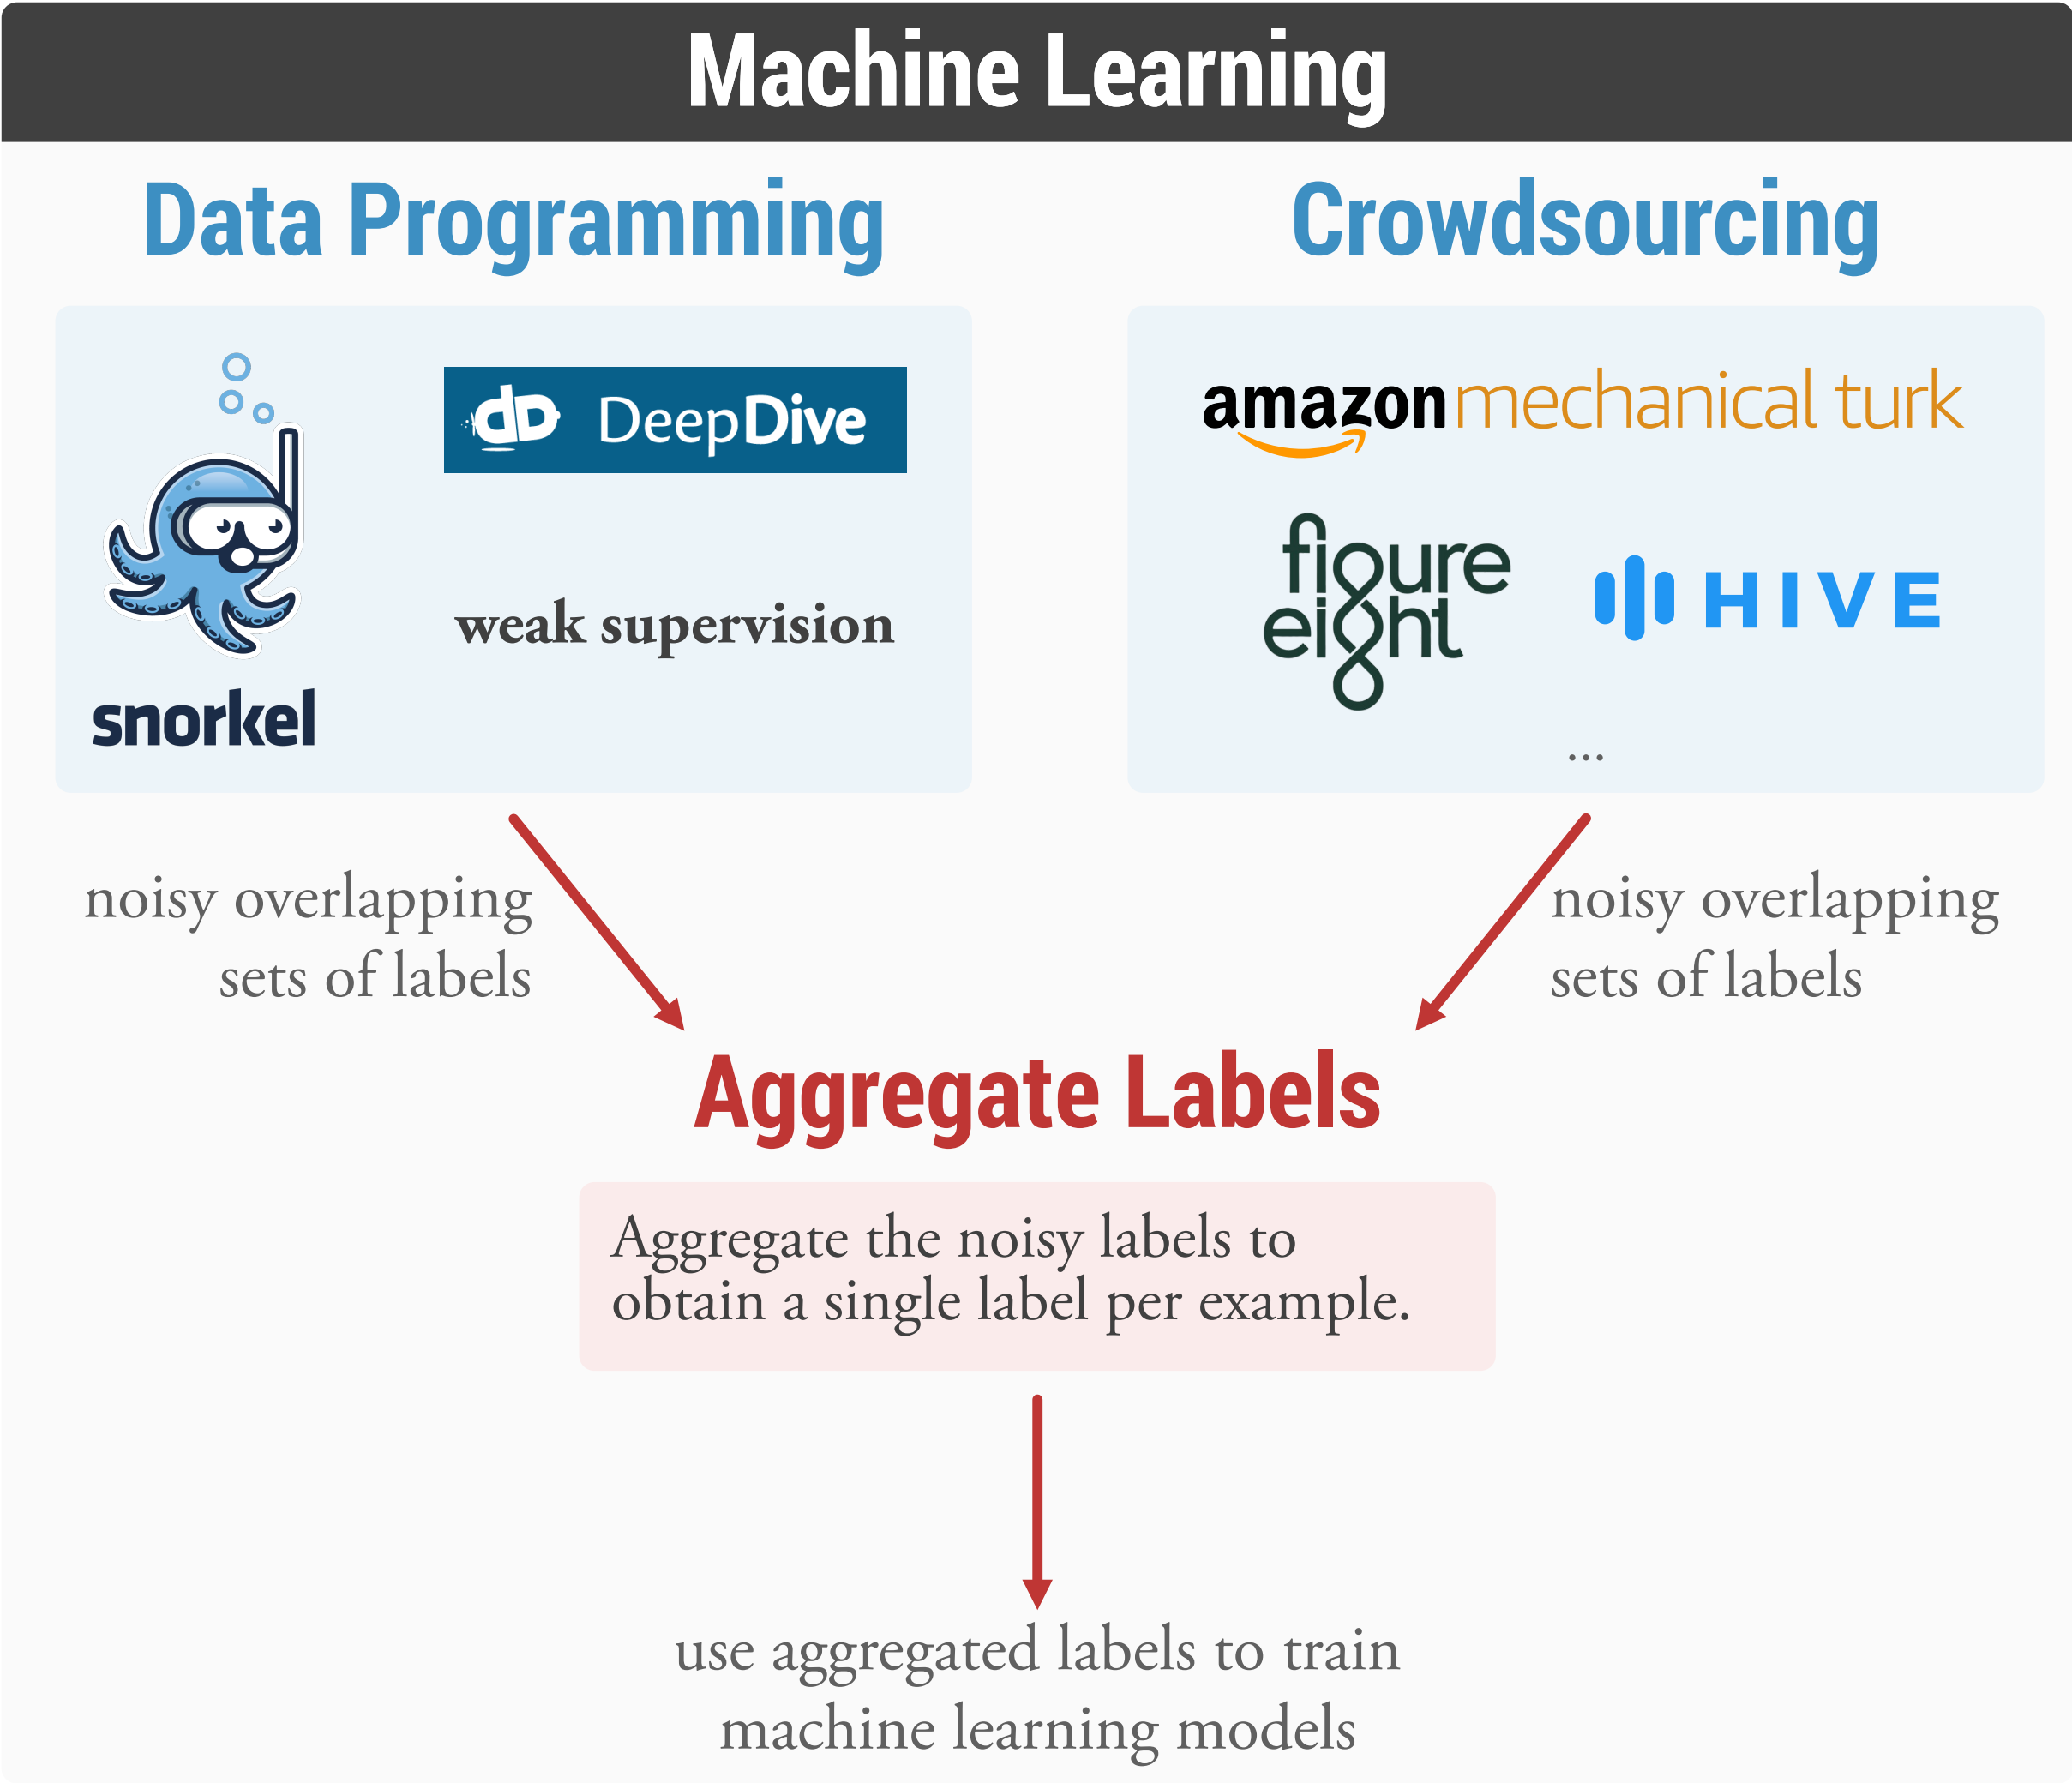 Machine Learning
Data Programming
Crowdsourcing
DeepDive
weak supervision
snorkel
amazon mechanical turk
figure
eight
HIVE
...
noisy overlapping
sets of labels
noisy overlapping
sets of labels
Aggregate Labels
Aggregate the noisy labels to
obtain a single label per example.
use aggregated labels to train
machine learning models